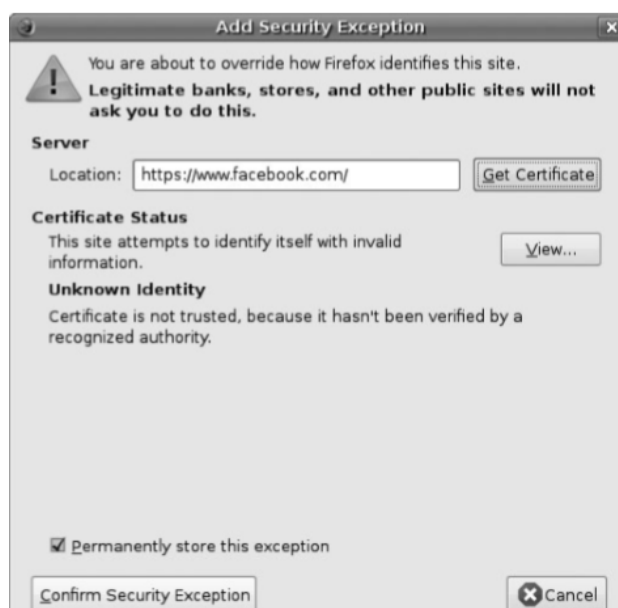 Add Security Exception
You are about to override how Firefox identifies this site.
Legitimate banks, stores, and other public sites will not
ask you to do this.
Server
Location: https://www.facebook.com/ Get Certificate
Certificate Status
This site attempts to identify itself with invalid
information.
View...
Unknown Identity
Certificate is not trusted, because it hasn't been verified by a
recognized authority.
Permanently store this exception
Confirm Security Exception Cancel